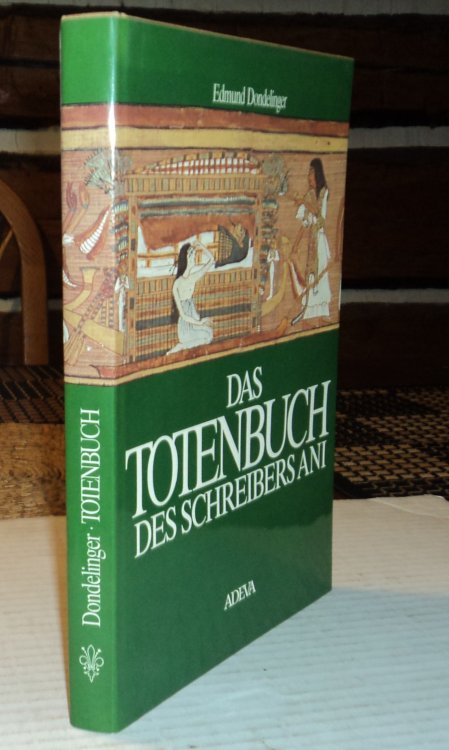 Edmund Dondelinger
DAS
TOTENBUCH
DES SCHREIBERS ANI
ADEVA
Dondelinger · TOTENBUCH